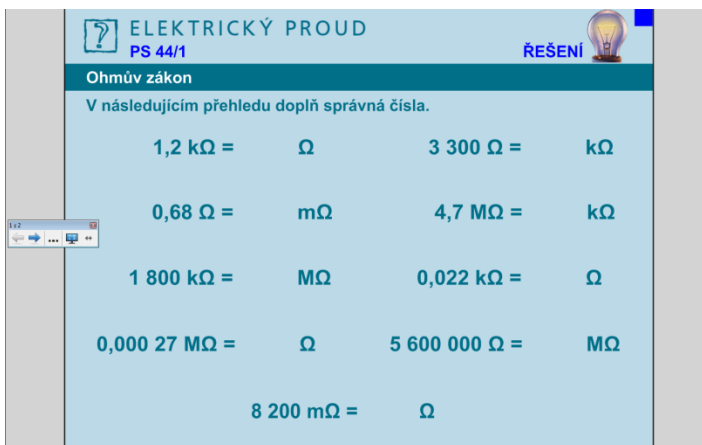 ELEKTRICKÝ PROUD
PS 44/1
ŘEŠENÍ
Ohmův zákon
V následujícím přehledu doplň správná čísla.
1,2 kΩ = Ω 3 300 Ω = kΩ
0,68 Ω = mΩ 4,7 MΩ = kΩ
1 z 2
1 800 kΩ = MΩ 0,022 kΩ = Ω
0,000 27 MΩ = Ω 5 600 000 Ω = MΩ
8 200 mΩ = Ω